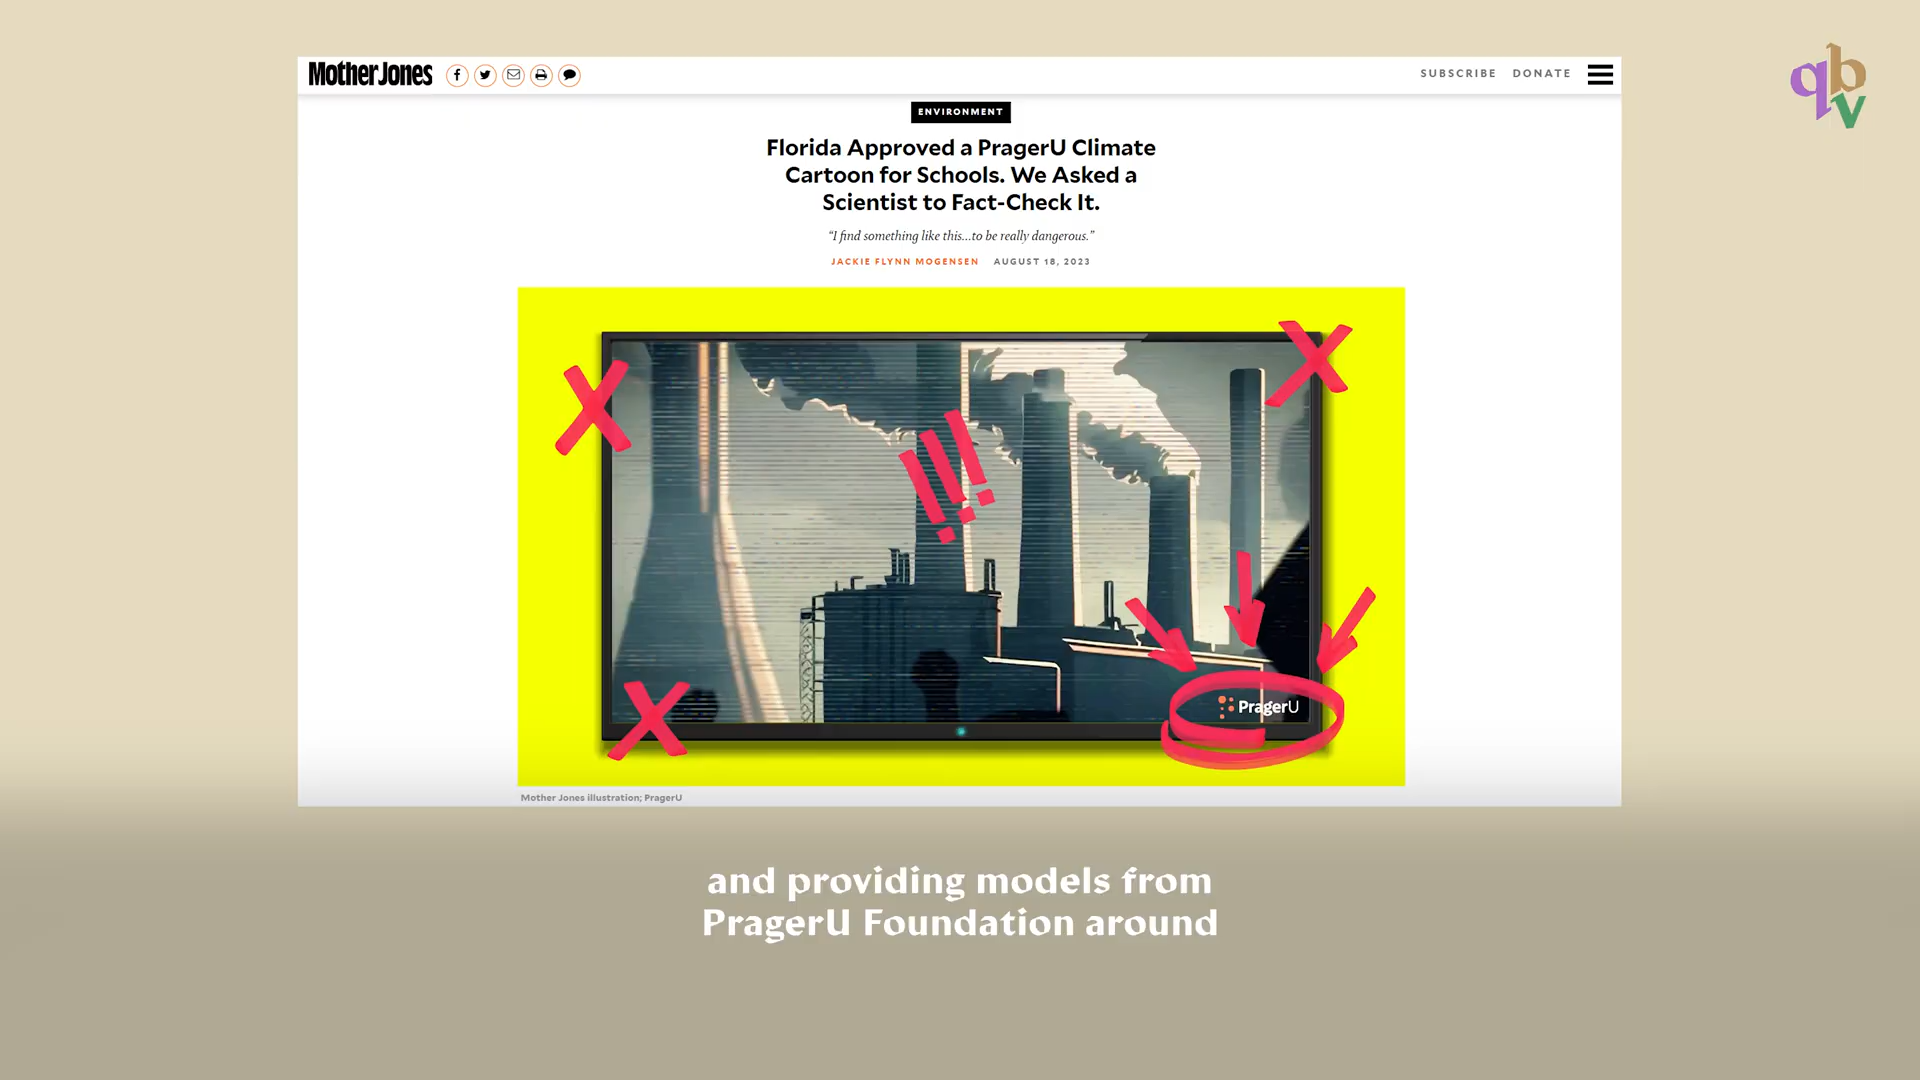 MotherJones
SUBSCRIBE DONATE
qbv
ENVIRONMENT
Florida Approved a PragerU Climate
Cartoon for Schools. We Asked a
Scientist to Fact-Check It.
“I find something like this…to be really dangerous.”
JACKIE FLYNN MOGENSEN AUGUST 18, 2023
!!!
PragerU
Mother Jones illustration; PragerU
and providing models from
PragerU Foundation around